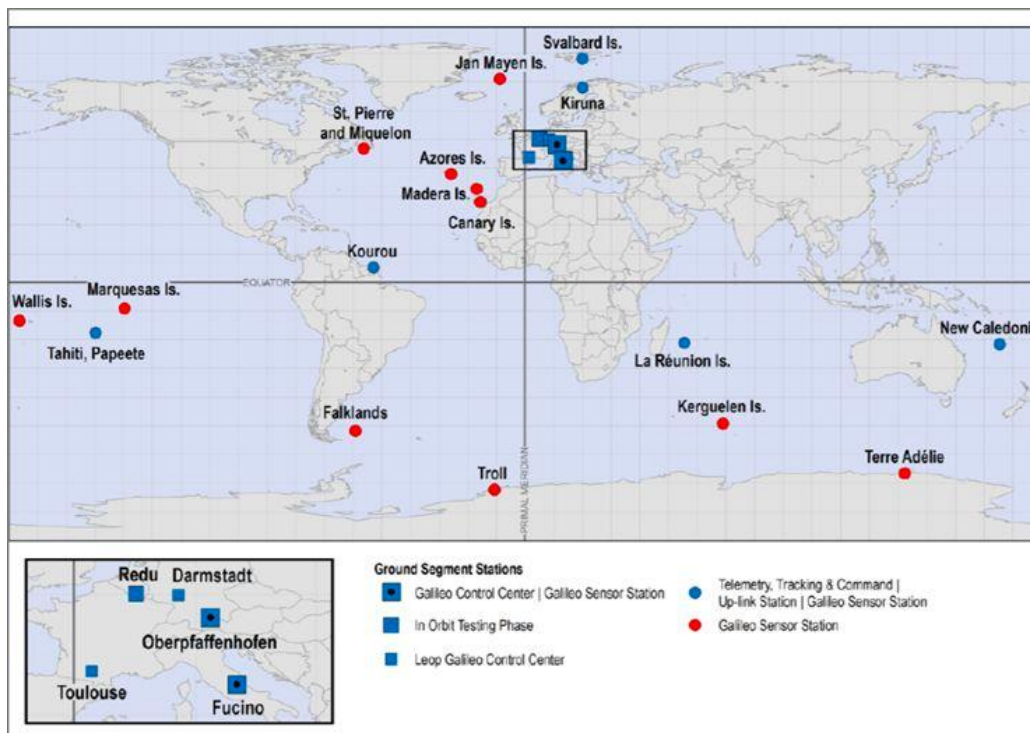 Svalbard Is.
Jan Mayen Is.
Kiruna
St. Pierre
and Miquelon
Azores Is.
Madera Is.
Canary Is.
Kourou
EQUATOR
Marquesas Is.
Wallis Is.
Tahiti, Papeete
New Caledoni
La Réunion Is.
Falklands
Kerguelen Is.
Terre Adélie
Troll
PRIMAL MERIDIAN
Redu
Darmstadt
Oberpfaffenhofen
Toulouse
Fucino
Ground Segment Stations
Galileo Control Center | Galileo Sensor Station
In Orbit Testing Phase
Leop Galileo Control Center
Telemetry, Tracking & Command |
Up-link Station | Galileo Sensor Station
Galileo Sensor Station